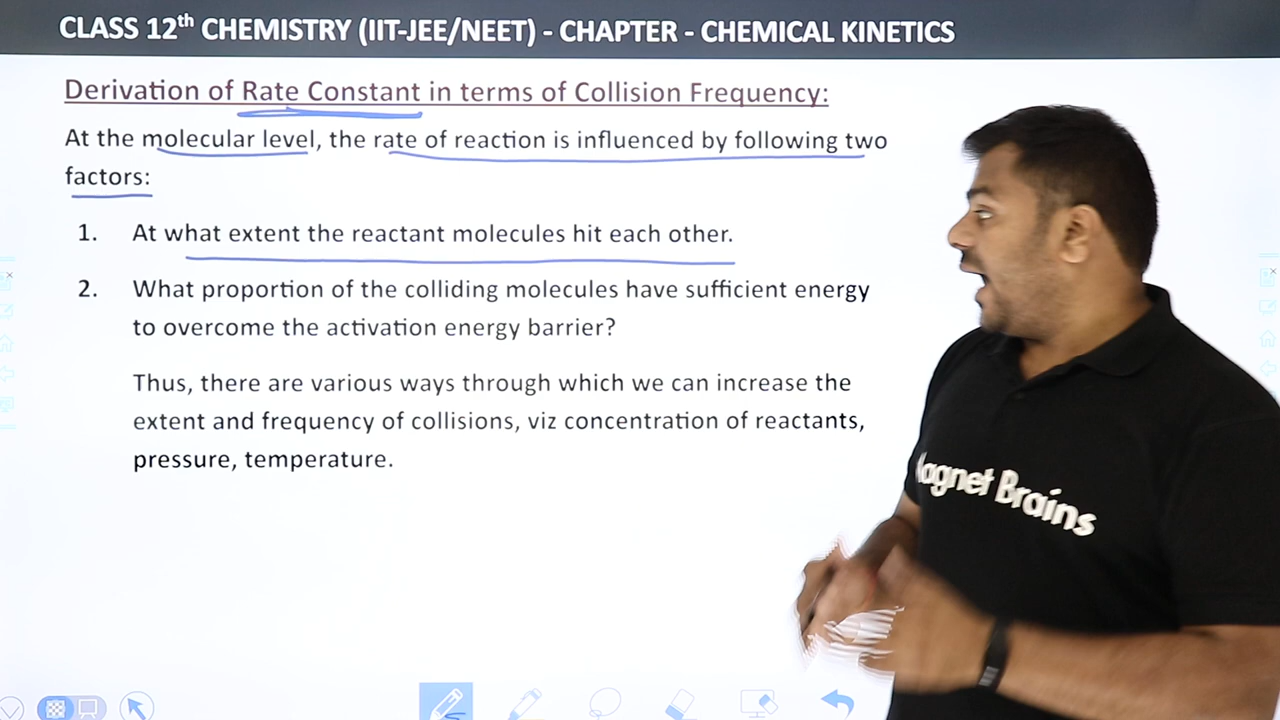 CLASS 12th CHEMISTRY (IIT-JEE/NEET) - CHAPTER - CHEMICAL KINETICS
Derivation of Rate Constant in terms of Collision Frequency:
At the molecular level, the rate of reaction is influenced by following two
factors:
1. At what extent the reactant molecules hit each other.
2. What proportion of the colliding molecules have sufficient energy
to overcome the activation energy barrier?
Thus, there are various ways through which we can increase the
extent and frequency of collisions, viz concentration of reactants,
pressure, temperature.
Magnet Brains